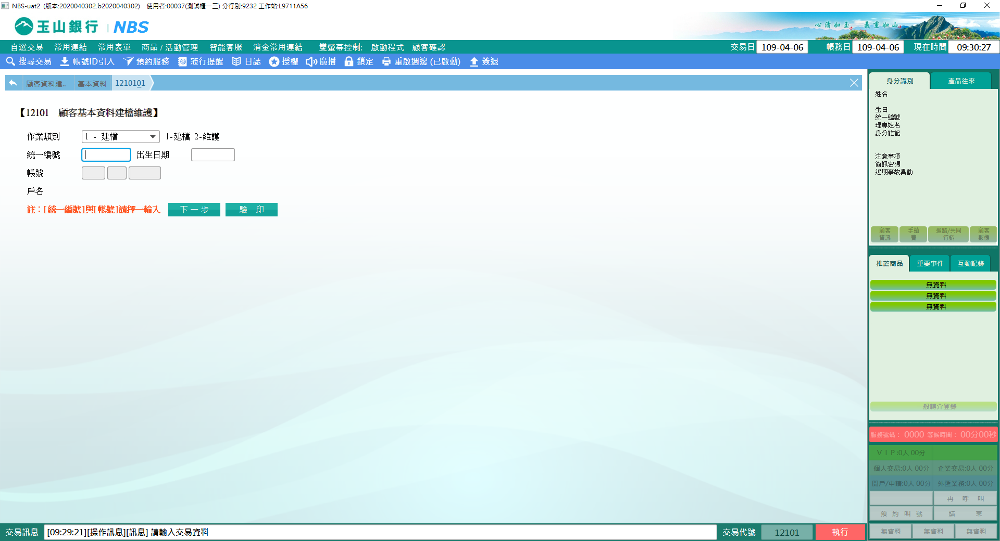 NBS-uat2 (版本:2020040302.b2020040302) 使用者:00037(測試櫃一三) 分行別:9232 工作站:L9711A56
玉山銀行 | NBS
心清如玉。 義重如山。
自選交易 常用連結 常用表單 商品 / 活動管理 智能客服 消金常用連結 雙螢幕控制: 啟動程式 顧客確認 交易日 109-04-06 帳務日 109-04-06 現在時間 09:30:27
搜尋交易 帳號ID引入 預約服務 蒞行提醒 日誌 授權 廣播 鎖定 重啟週邊 (已啟動) 簽退
顧客資料建.. 基本資料 1210101
【12101 顧客基本資料建檔維護】
作業類別 1 - 建檔 1-建檔 2-維護
統一編號 出生日期
帳號
戶名
註：[統一編號]與[帳號]請擇一輸入 下一步 驗 印
身分識別 產品往來
姓名
生日
統一編號
理專姓名
身分註記
注意事項
簡訊密碼
近期事故異動
顧客資訊 手續費 通路/共同行銷 顧客影像
推薦商品 重要事件 互動記錄
無資料
無資料
無資料
一般轉介登錄
服務號碼： 0000 等候時間： 00分00秒
ＶＩＰ:0人 00分
個人交易:0人 00分 企業交易:0人 00分
開戶/申請:0人 00分 外匯業務:0人 00分
再 呼 叫
預 約 叫 號 結 束
無資料 無資料 無資料
交易訊息 [09:29:21][操作訊息][訊息] 請輸入交易資料 交易代號 12101 執行